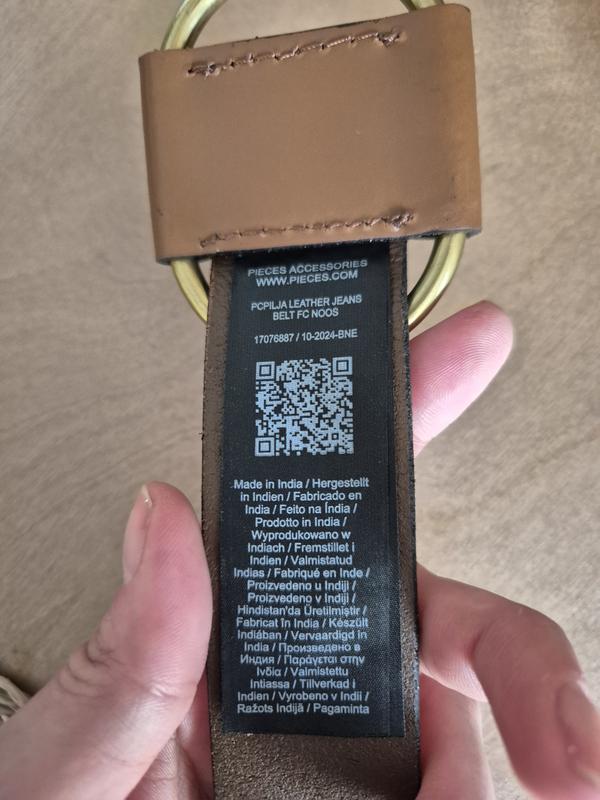 PIECES ACCESSORIES
WWW.PIECES.COM
PCPILJA LEATHER JEANS
BELT FC NOOS
17076887 / 10-2024-BNE
Made in India / Hergestellt
in Indien / Fabricado en
India / Feito na Índia /
Prodotto in India /
Wyprodukowano w
Indiach / Fremstillet i
Indien / Valmistatud
Indias / Fabriqué en Inde /
Proizvedeno u Indiji /
Proizvedeno v Indiji /
Hindistan'da Üretilmiştir /
Fabricat în India / Készült
Indiában / Vervaardigd in
India / Произведено в
Индия / Παράγεται στην
Ινδία / Valmistettu
Intiassa / Tillverkad i
Indien / Vyrobeno v Indii /
Ražots Indijā / Pagaminta